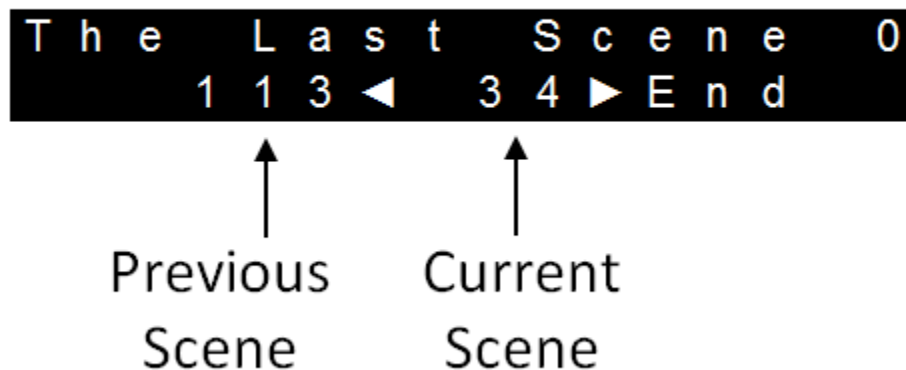 The Last Scene 0
113◀ 34▶End
Previous Current
Scene Scene